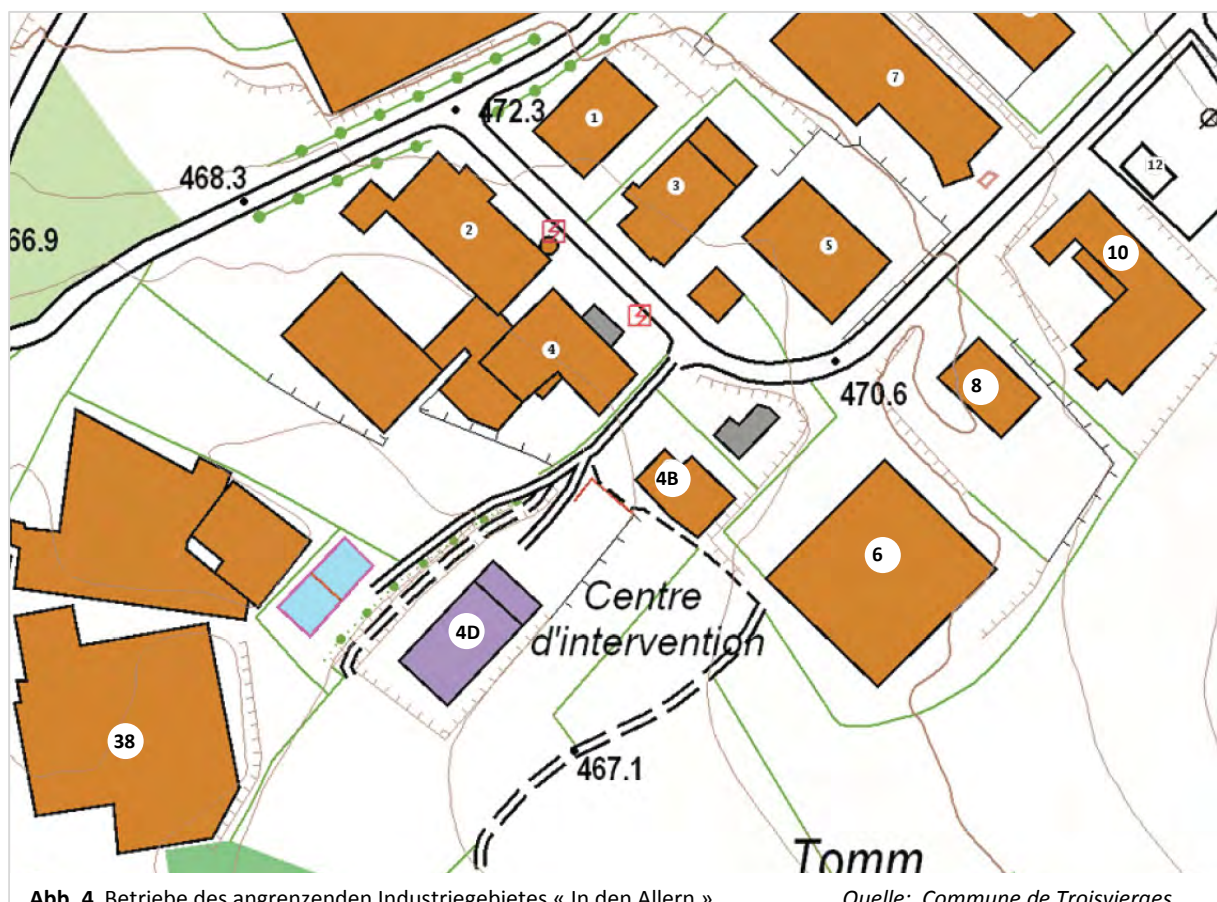 472.3
1
7
468.3
12
3
66.9
2
5
10
4
8
470.6
4B
6
Centre
4D
d'intervention
38
467.1
Tomm
Abb. 4 Betriebe des angrenzenden Industriegebietes « In den Allern » Quelle: Commune de Troisvierges